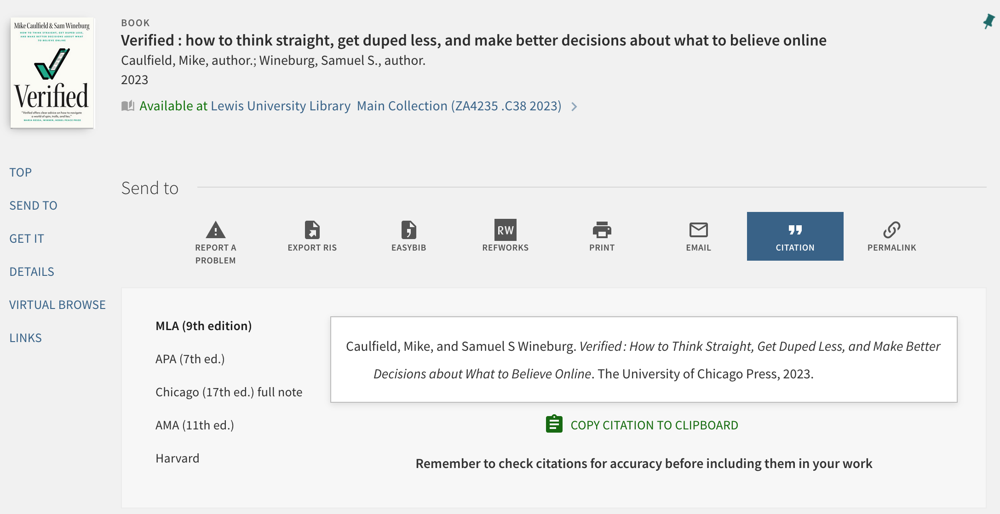 Mike Caulfield & Sam Wineburg
HOW TO THINK STRAIGHT, GET DUPED LESS,
AND MAKE BETTER DECISIONS ABOUT WHAT
TO BELIEVE ONLINE
Verified
"Verified offers clear advice on how to navigate
a world of spin, trolls, and lies."
MARIA RESSA, WINNER, NOBEL PEACE PRIZE
BOOK
Verified : how to think straight, get duped less, and make better decisions about what to believe online
Caulfield, Mike, author.; Wineburg, Samuel S., author.
2023
Available at Lewis University Library Main Collection (ZA4235 .C38 2023)
TOP
SEND TO
GET IT
DETAILS
VIRTUAL BROWSE
LINKS
Send to
REPORT A
PROBLEM
EXPORT RIS
EASYBIB
RW
REFWORKS
PRINT
EMAIL
CITATION
PERMALINK
MLA (9th edition)
APA (7th ed.)
Chicago (17th ed.) full note
AMA (11th ed.)
Harvard
Caulfield, Mike, and Samuel S Wineburg. Verified : How to Think Straight, Get Duped Less, and Make Better
Decisions about What to Believe Online. The University of Chicago Press, 2023.
COPY CITATION TO CLIPBOARD
Remember to check citations for accuracy before including them in your work